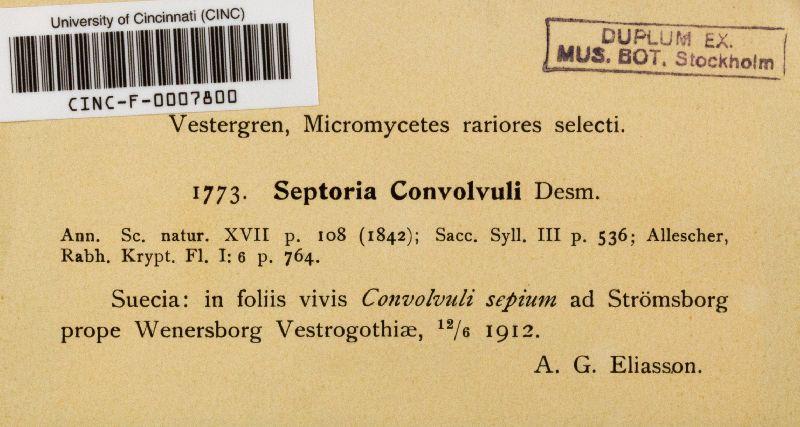 University of Cincinnati (CINC)
CINC-F-0007800
DUPLUM EX.
MUS. BOT. Stockholm
Vestergren, Micromycetes rariores selecti.
1773. Septoria Convolvuli Desm.
Ann. Sc. natur. XVII p. 108 (1842); Sacc. Syll. III p. 536; Allescher,
Rabh. Krypt. Fl. I: 6 p. 764.
Suecia: in foliis vivis Convolvuli sepium ad Strömsborg
prope Wenersborg Vestrogothiæ, 12/6 1912.
A. G. Eliasson.